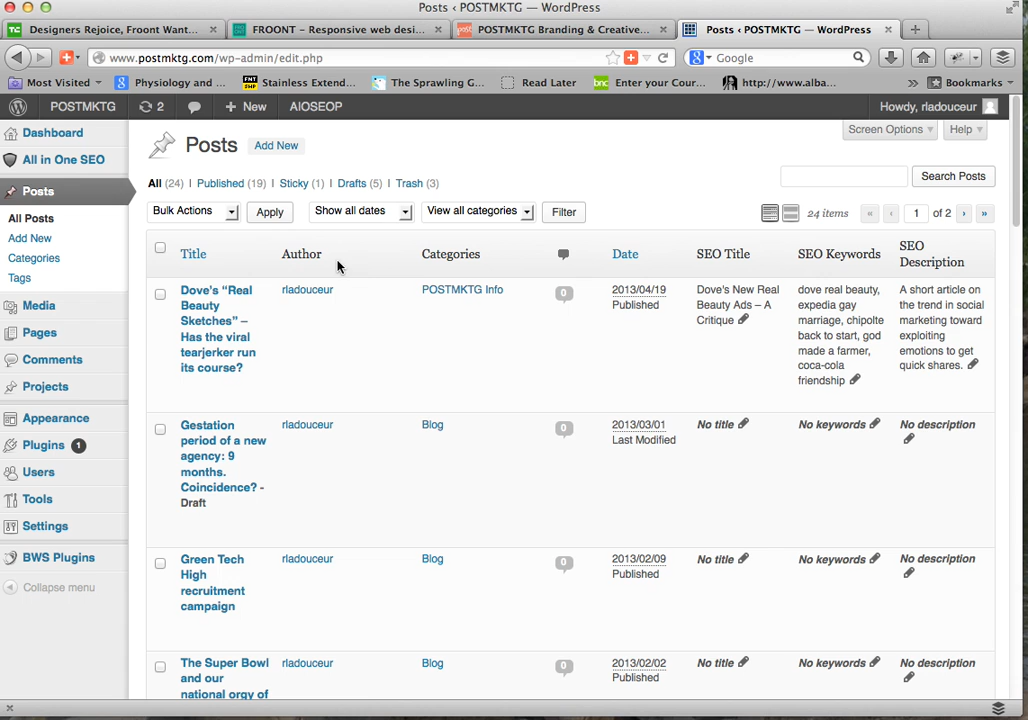 Posts ‹ POSTMKTG — WordPress
Designers Rejoice, Froont Want...
FROONT – Responsive web desi...
POSTMKTG Branding & Creative...
Posts ‹ POSTMKTG — WordPress
www.postmktg.com/wp-admin/edit.php
Google
Most Visited
Physiology and ...
Stainless Extend...
The Sprawling G...
Read Later
Enter your Cour...
http://www.alba...
Bookmarks
POSTMKTG
2
New
AIOSEOP
Howdy, rladouceur
Dashboard
All in One SEO
Posts
All Posts
Add New
Categories
Tags
Media
Pages
Comments
Projects
Appearance
Plugins 1
Users
Tools
Settings
BWS Plugins
Collapse menu
Screen Options
Help
Posts
Add New
All (24) | Published (19) | Sticky (1) | Drafts (5) | Trash (3)
Search Posts
Bulk Actions
Apply
Show all dates
View all categories
Filter
24 items
« ‹ 1 of 2 › »
Title
Author
Categories
Date
SEO Title
SEO Keywords
SEO
Description
Dove's “Real
Beauty
Sketches” –
Has the viral
tearjerker run
its course?
rladouceur
POSTMKTG Info
0
2013/04/19
Published
Dove's New Real
Beauty Ads – A
Critique
dove real beauty,
expedia gay
marriage, chipolte
back to start, god
made a farmer,
coca-cola
friendship
A short article on
the trend in social
marketing toward
exploiting
emotions to get
quick shares.
Gestation
period of a new
agency: 9
months.
Coincidence? -
Draft
rladouceur
Blog
0
2013/03/01
Last Modified
No title
No keywords
No description
Green Tech
High
recruitment
campaign
rladouceur
Blog
0
2013/02/09
Published
No title
No keywords
No description
The Super Bowl
and our
national orgy of
rladouceur
Blog
0
2013/02/02
Published
No title
No keywords
No description